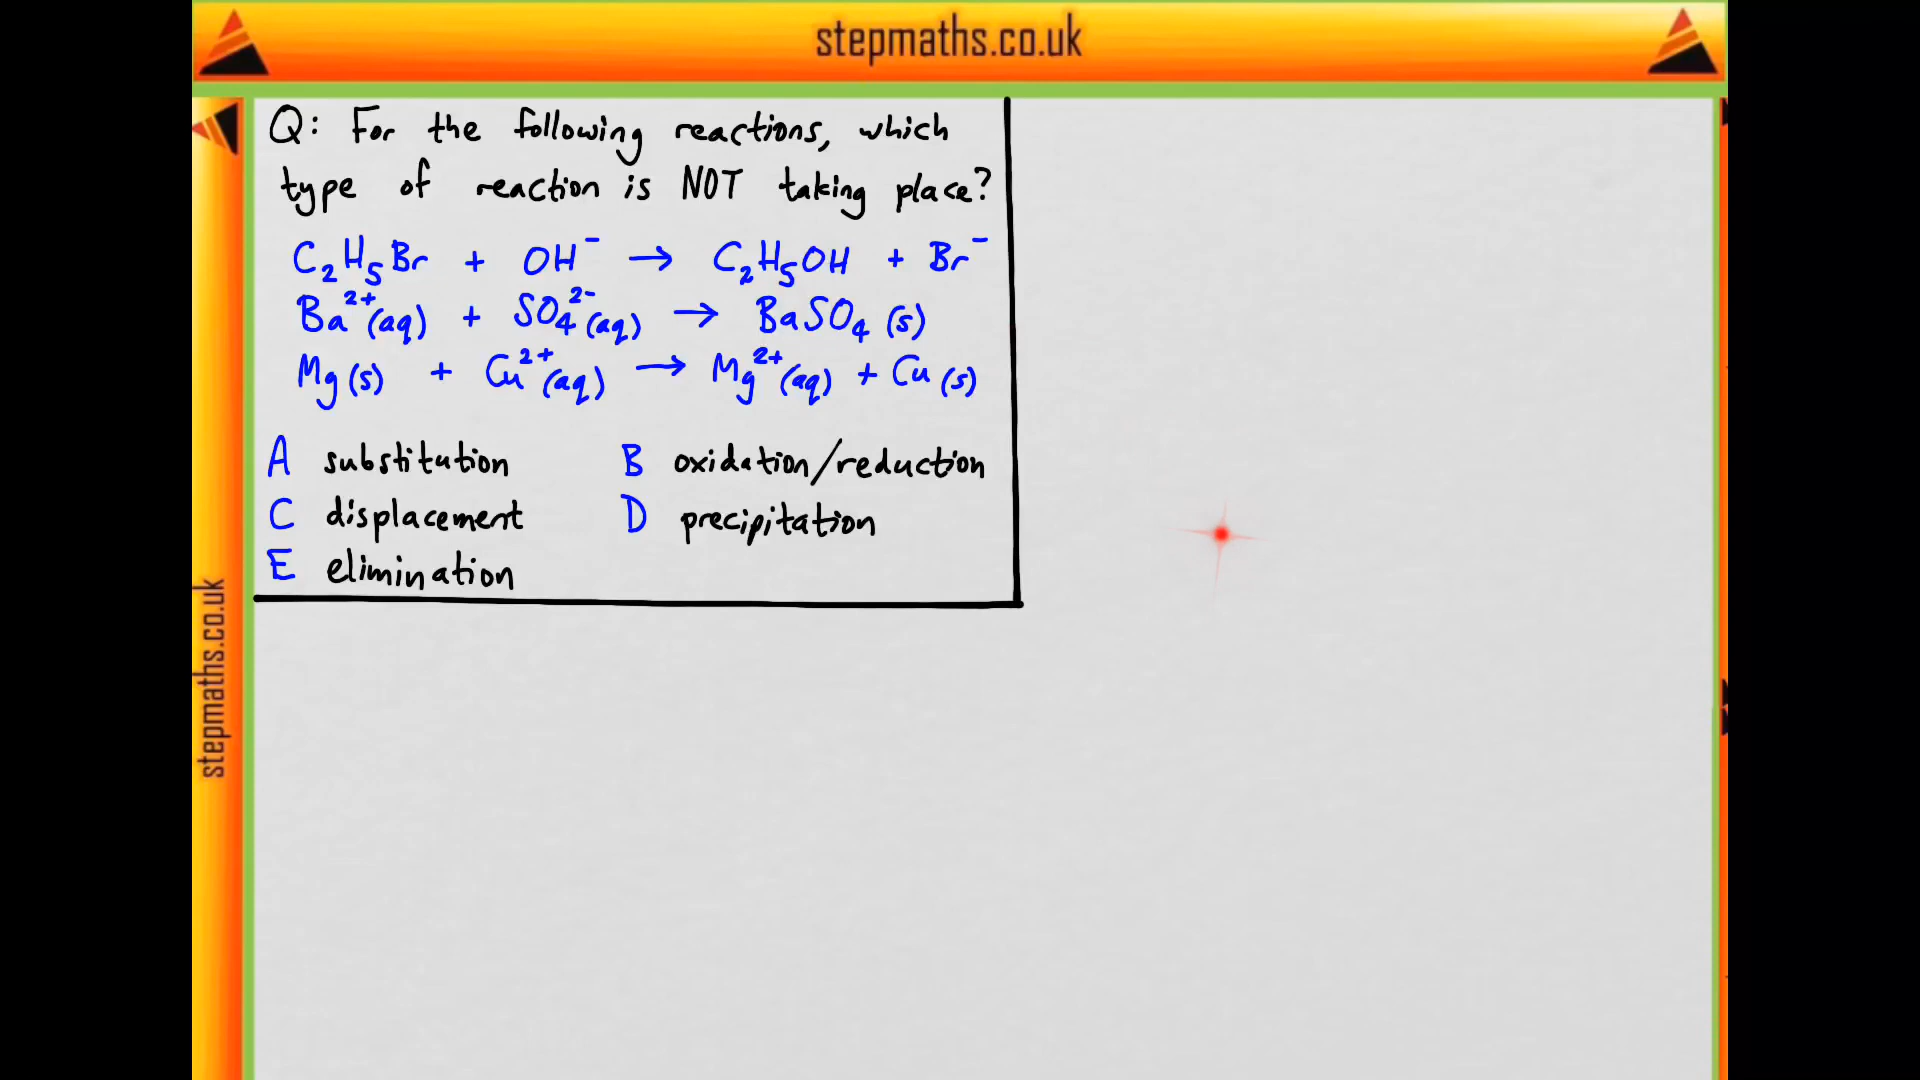 stepmaths.co.uk
Q: For the following reactions, which
type of reaction is NOT taking place?
C₂H₅Br + OH⁻ → C₂H₅OH + Br⁻
Ba²⁺(aq) + SO₄²⁻(aq) → BaSO₄(s)
Mg(s) + Cu²⁺(aq) → Mg²⁺(aq) + Cu(s)
A substitution B oxidation/reduction
C displacement D precipitation
E elimination
stepmaths.co.uk